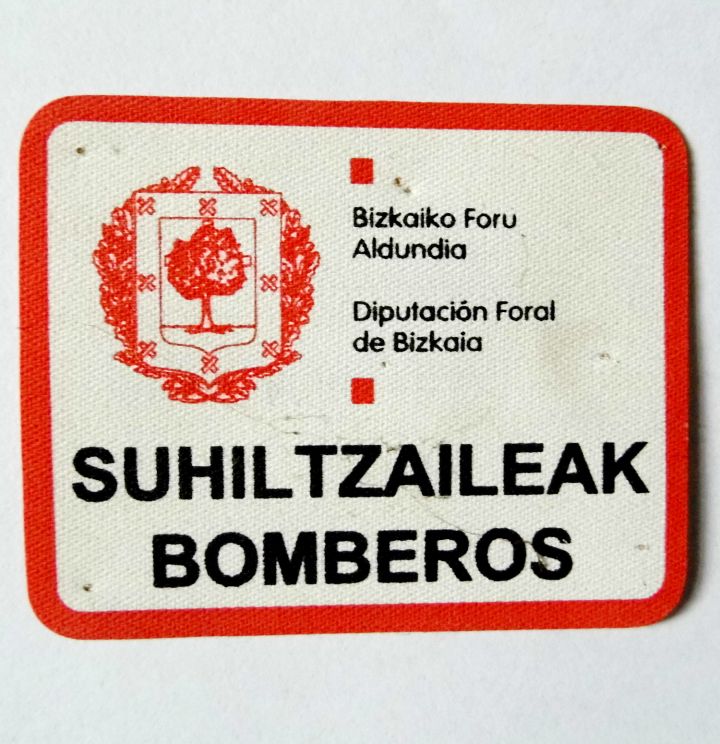 Bizkaiko Foru
Aldundia
Diputación Foral
de Bizkaia
SUHILTZAILEAK
BOMBEROS